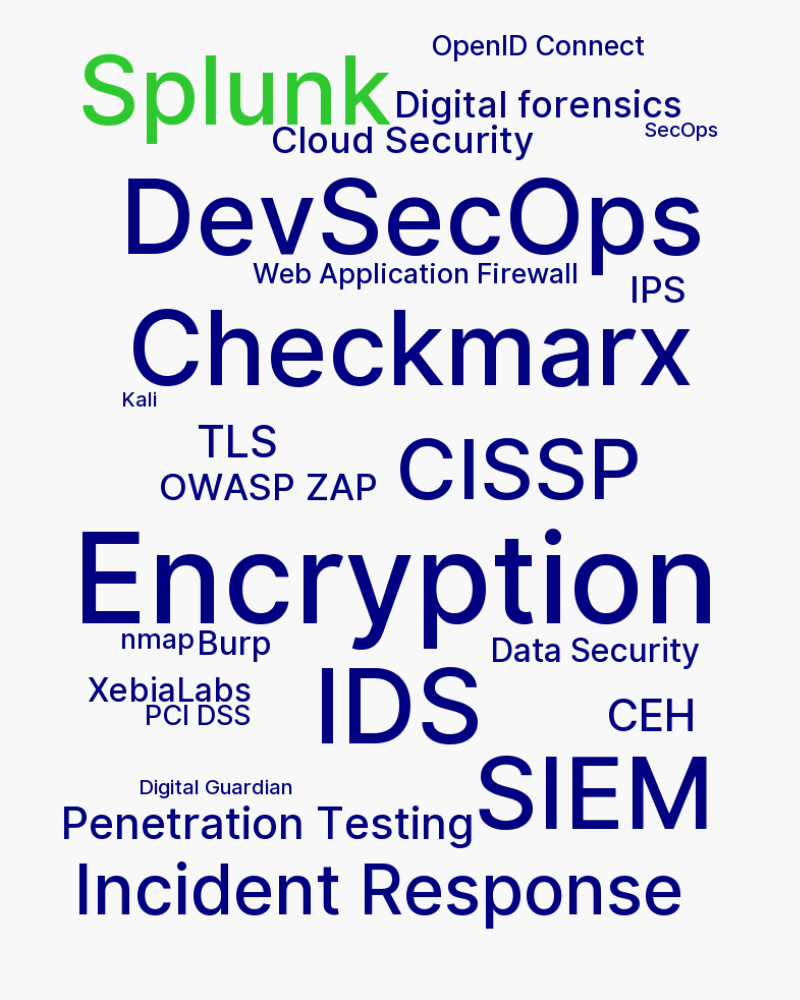 OpenID Connect
Splunk
Digital forensics
SecOps
Cloud Security
DevSecOps
Web Application Firewall
IPS
Checkmarx
Kali
TLS
CISSP
OWASP ZAP
Encryption
nmap
Burp
Data Security
XebiaLabs
IDS
PCI DSS
CEH
SIEM
Digital Guardian
Penetration Testing
Incident Response